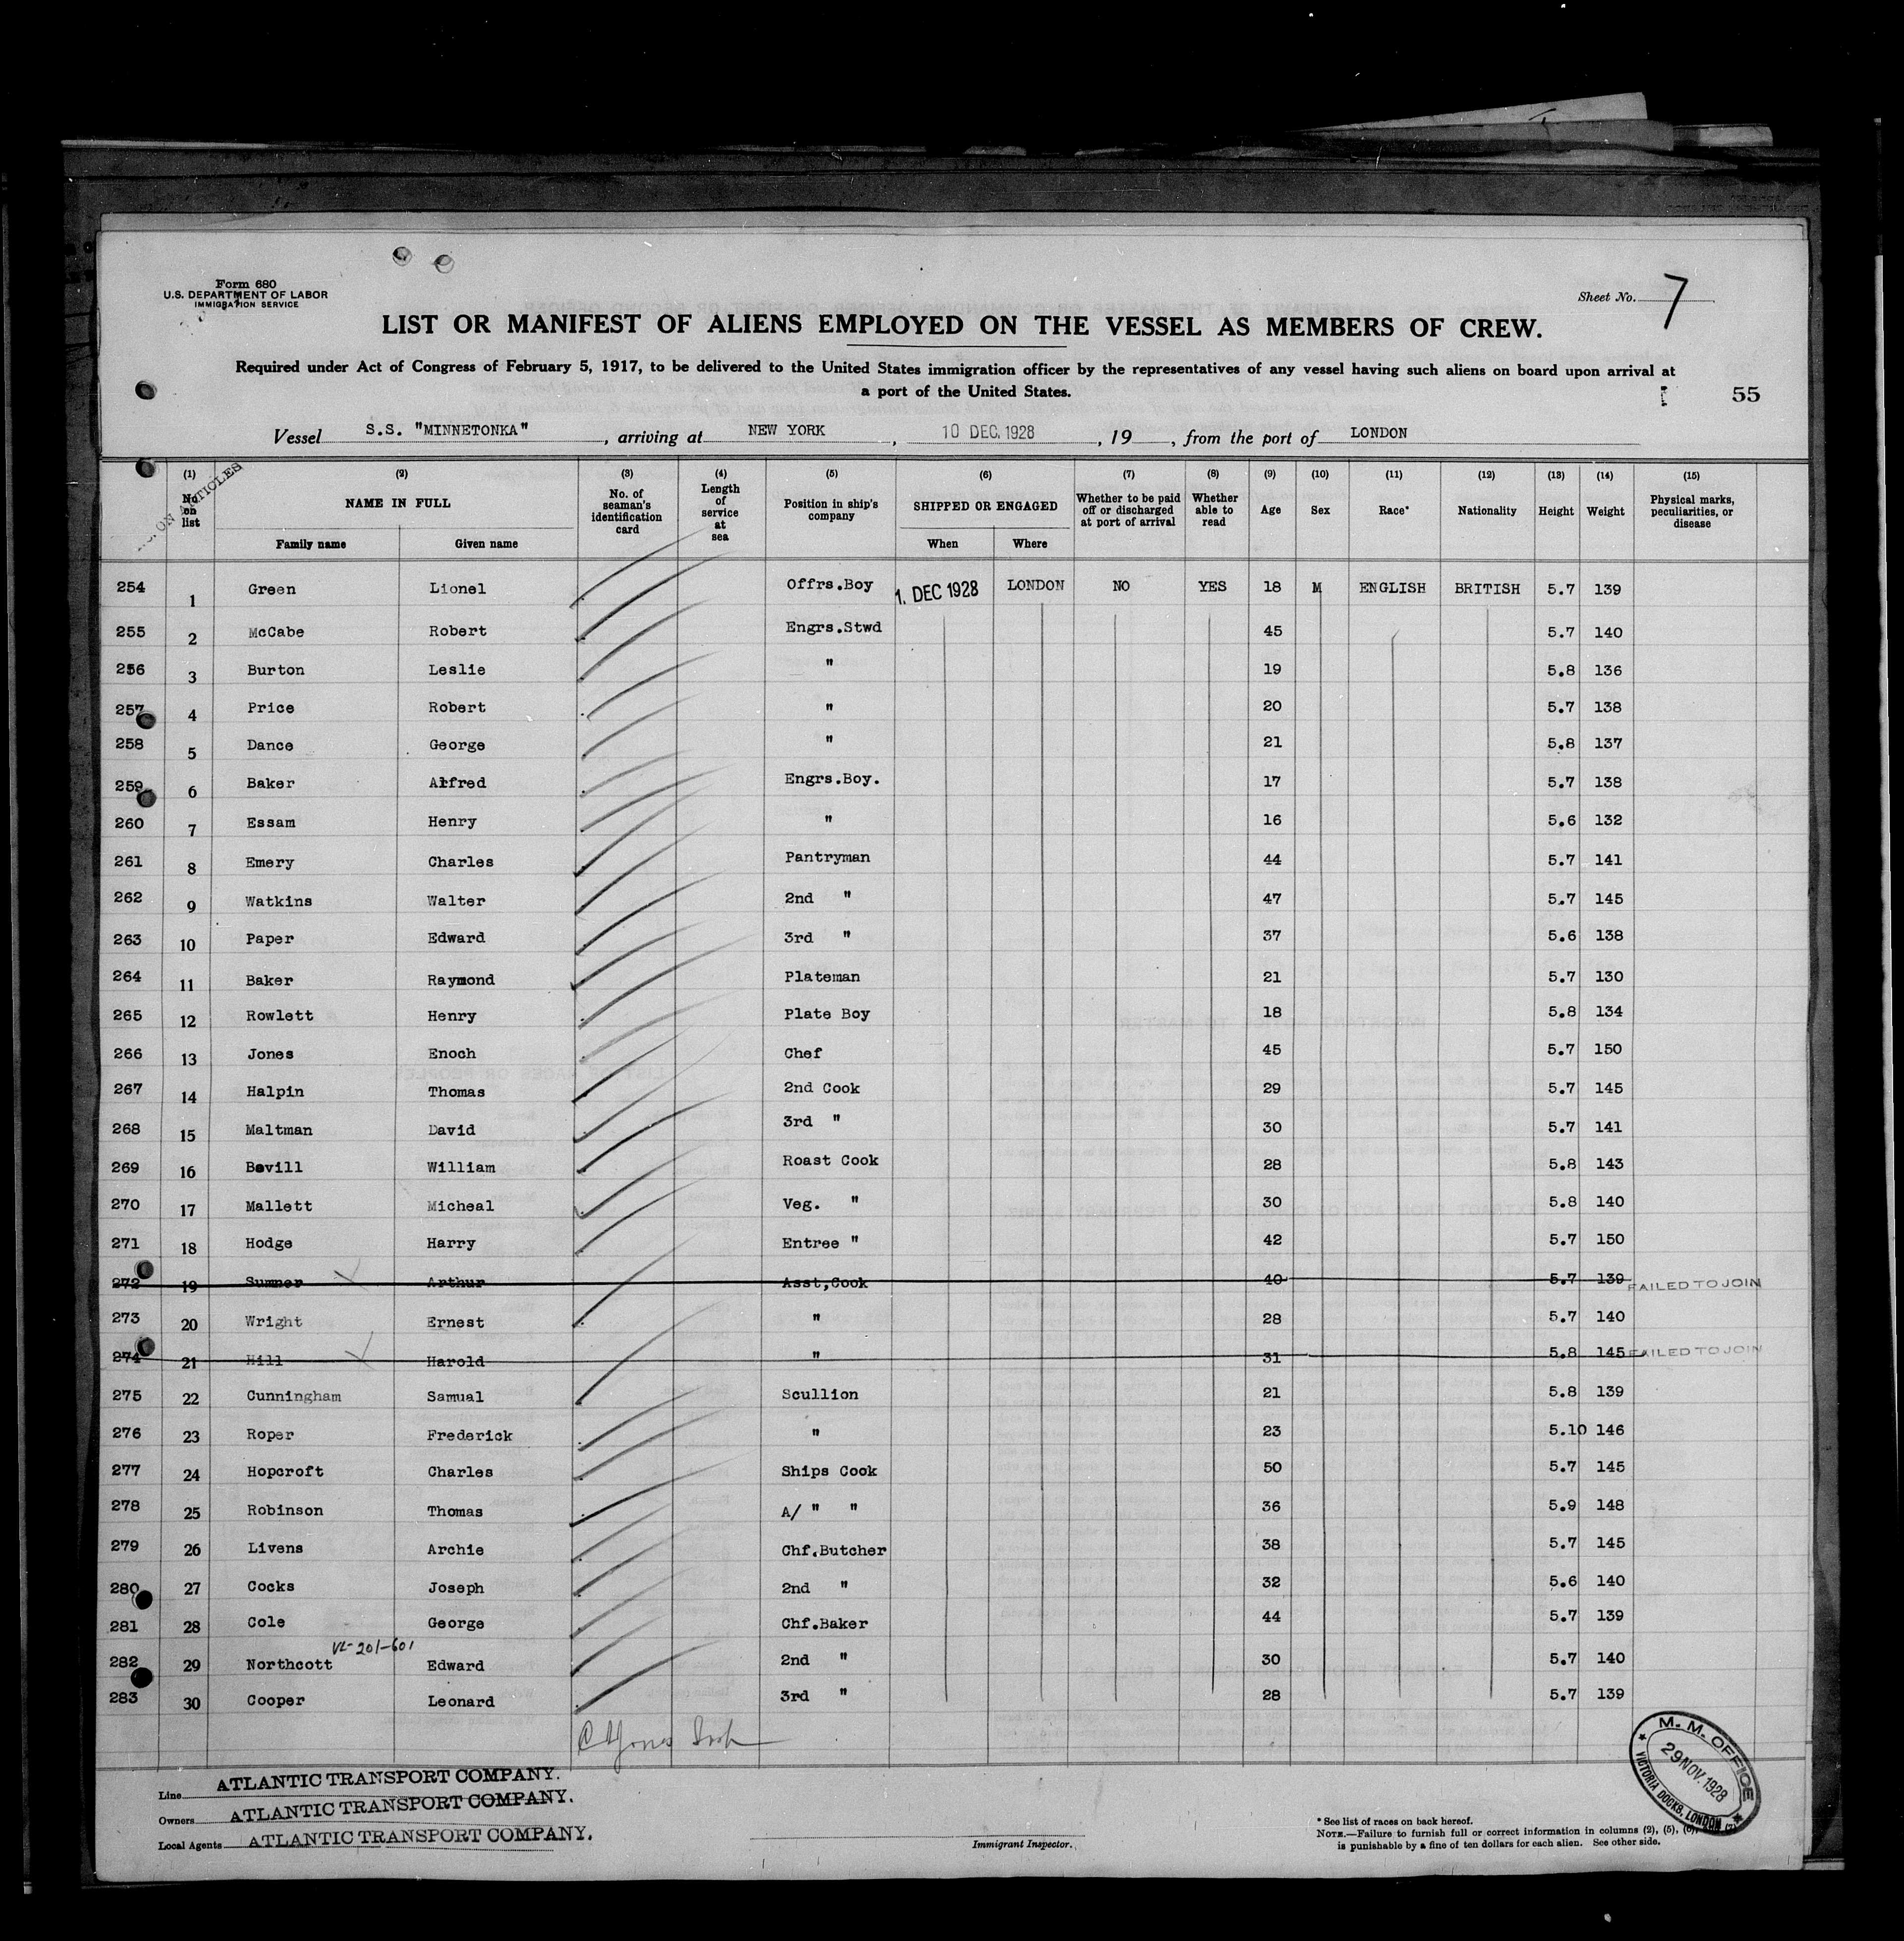 Form 680
U.S. DEPARTMENT OF LABOR
IMMIGRATION SERVICE
Sheet No. 7
LIST OR MANIFEST OF ALIENS EMPLOYED ON THE VESSEL AS MEMBERS OF CREW.
Required under Act of Congress of February 5, 1917, to be delivered to the United States immigration officer by the representatives of any vessel having such aliens on board upon arrival at
a port of the United States.
55
Vessel S.S. "MINNETONKA", arriving at NEW YORK, 10 DEC. 1928, 19, from the port of LONDON
NO. ON ARTICLES
(1) (2) (3) (4) (5) (6) (7) (8) (9) (10) (11) (12) (13) (14) (15)
No. on list NAME IN FULL No. of seaman's identification card Length of service at sea Position in ship's company SHIPPED OR ENGAGED Whether to be paid off or discharged at port of arrival Whether able to read Age Sex Race* Nationality Height Weight Physical marks, peculiarities, or disease
Family name Given name When Where
254 1 Green Lionel Offrs.Boy 1. DEC 1928 LONDON NO YES 18 M ENGLISH BRITISH 5.7 139
255 2 McCabe Robert Engrs.Stwd 45 5.7 140
256 3 Burton Leslie " 19 5.8 136
257 4 Price Robert " 20 5.7 138
258 5 Dance George " 21 5.8 137
259 6 Baker Alfred Engrs.Boy. 17 5.7 138
260 7 Essam Henry " 16 5.6 132
261 8 Emery Charles Pantryman 44 5.7 141
262 9 Watkins Walter 2nd " 47 5.7 145
263 10 Paper Edward 3rd " 37 5.6 138
264 11 Baker Raymond Plateman 21 5.7 130
265 12 Rowlett Henry Plate Boy 18 5.8 134
266 13 Jones Enoch Chef 45 5.7 150
267 14 Halpin Thomas 2nd Cook 29 5.7 145
268 15 Maltman David 3rd " 30 5.7 141
269 16 Bevill William Roast Cook 28 5.8 143
270 17 Mallett Micheal Veg. " 30 5.8 140
271 18 Hodge Harry Entree " 42 5.7 150
272 19 Sumner Arthur Asst,Cook 40 5.7 139 FAILED TO JOIN
273 20 Wright Ernest " 28 5.7 140
274 21 Hill Harold " 31 5.8 145 FAILED TO JOIN
275 22 Cunningham Samual Scullion 21 5.8 139
276 23 Roper Frederick " 23 5.10 146
277 24 Hopcroft Charles Ships Cook 50 5.7 145
278 25 Robinson Thomas A/ " " 36 5.9 148
279 26 Livens Archie Chf.Butcher 38 5.7 145
280 27 Cocks Joseph 2nd " 32 5.6 140
281 28 Cole George Chf.Baker 44 5.7 139
201-601
282 29 Northcott Edward 2nd " 30 5.7 140
283 30 Cooper Leonard 3rd " 28 5.7 139
Line ATLANTIC TRANSPORT COMPANY.
Owners ATLANTIC TRANSPORT COMPANY.
Local Agents ATLANTIC TRANSPORT COMPANY.
Immigrant Inspector.
M. M. OFFICE
29 NOV. 1928
VICTORIA DOCKS, LONDON
* See list of races on back hereof.
NOTE.—Failure to furnish full or correct information in columns (2), (5), (6), (7)
is punishable by a fine of ten dollars for each alien. See other side.